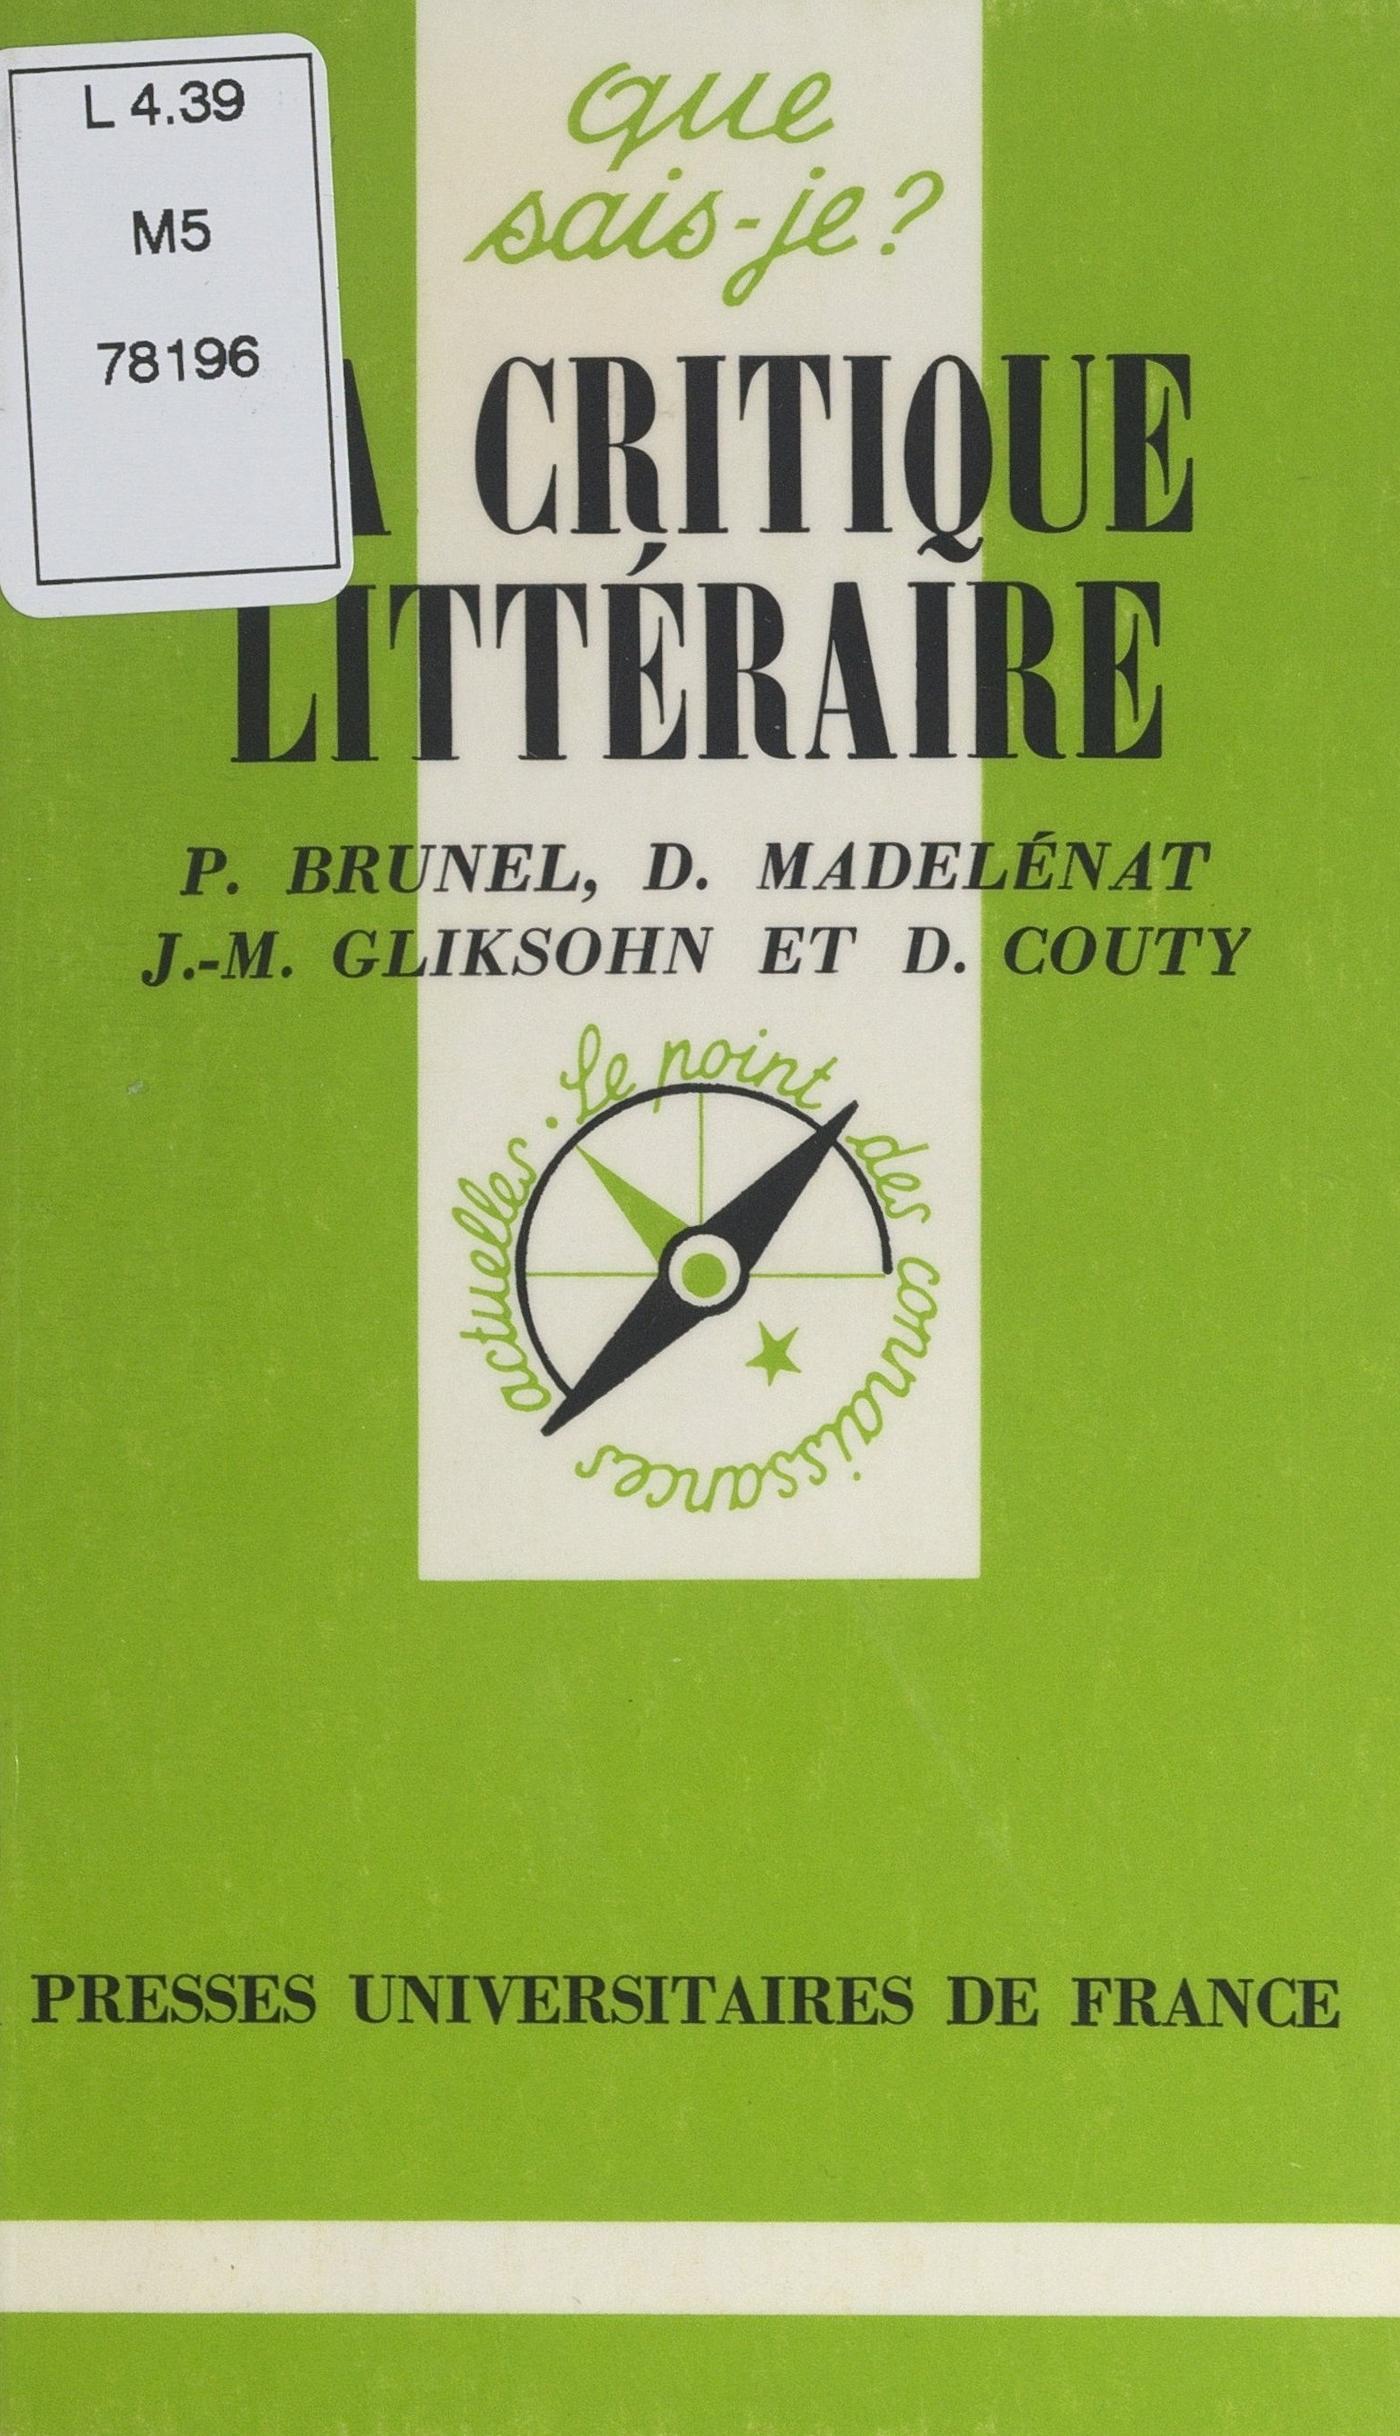 L 4.39
M5
78196
que
sais-je?
A CRITIQUE
LITTÉRAIRE
P. BRUNEL, D. MADELÉNAT
J.-M. GLIKSOHN ET D. COUTY
Le point des connaissances actuelles.
PRESSES UNIVERSITAIRES DE FRANCE